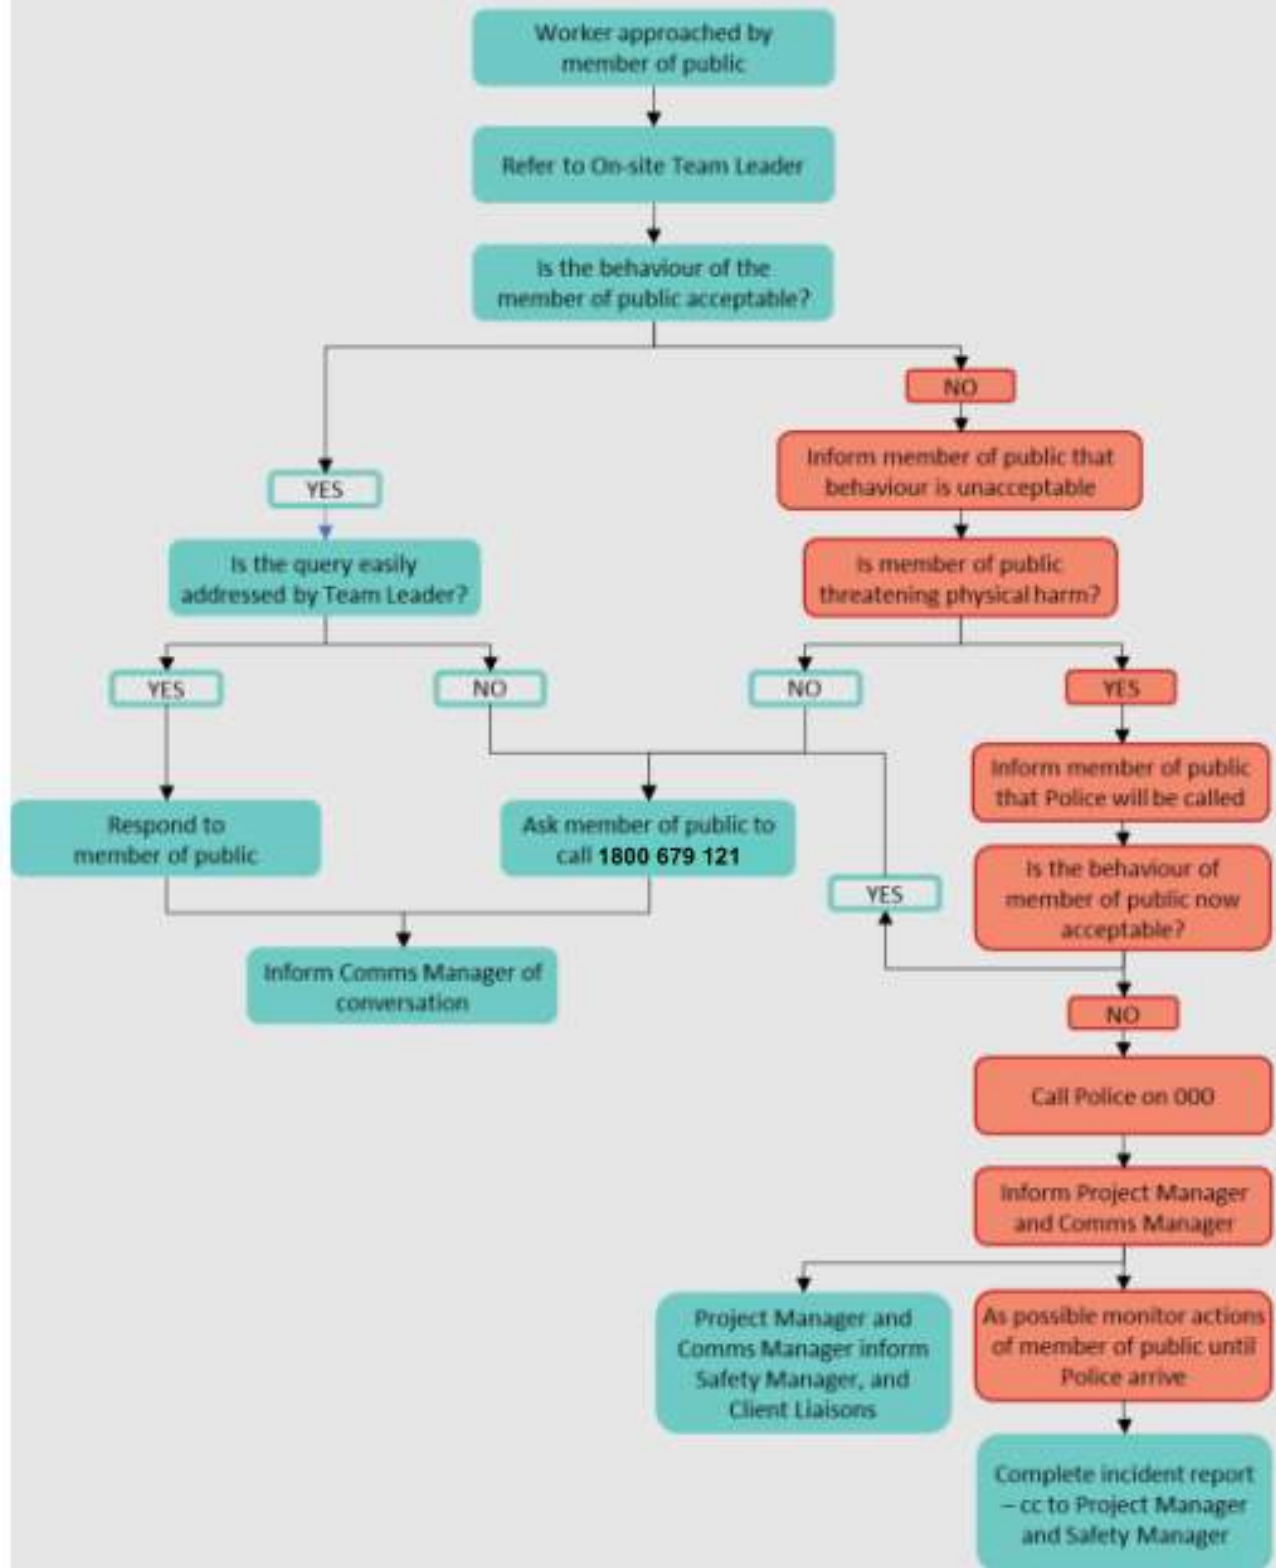 Worker approached by
member of public
Refer to On-site Team Leader
Is the behaviour of the
member of public acceptable?
NO
Inform member of public that
behaviour is unacceptable
YES
Is the query easily
addressed by Team Leader?
Is member of public
threatening physical harm?
YES
NO
NO
YES
Inform member of public
that Police will be called
Respond to
member of public
Ask member of public to
call 1800 679 121
YES
Is the behaviour of
member of public now
acceptable?
Inform Comms Manager of
conversation
NO
Call Police on 000
Inform Project Manager
and Comms Manager
Project Manager and
Comms Manager inform
Safety Manager, and
Client Liaisons
As possible monitor actions
of member of public until
Police arrive
Complete incident report
– cc to Project Manager
and Safety Manager